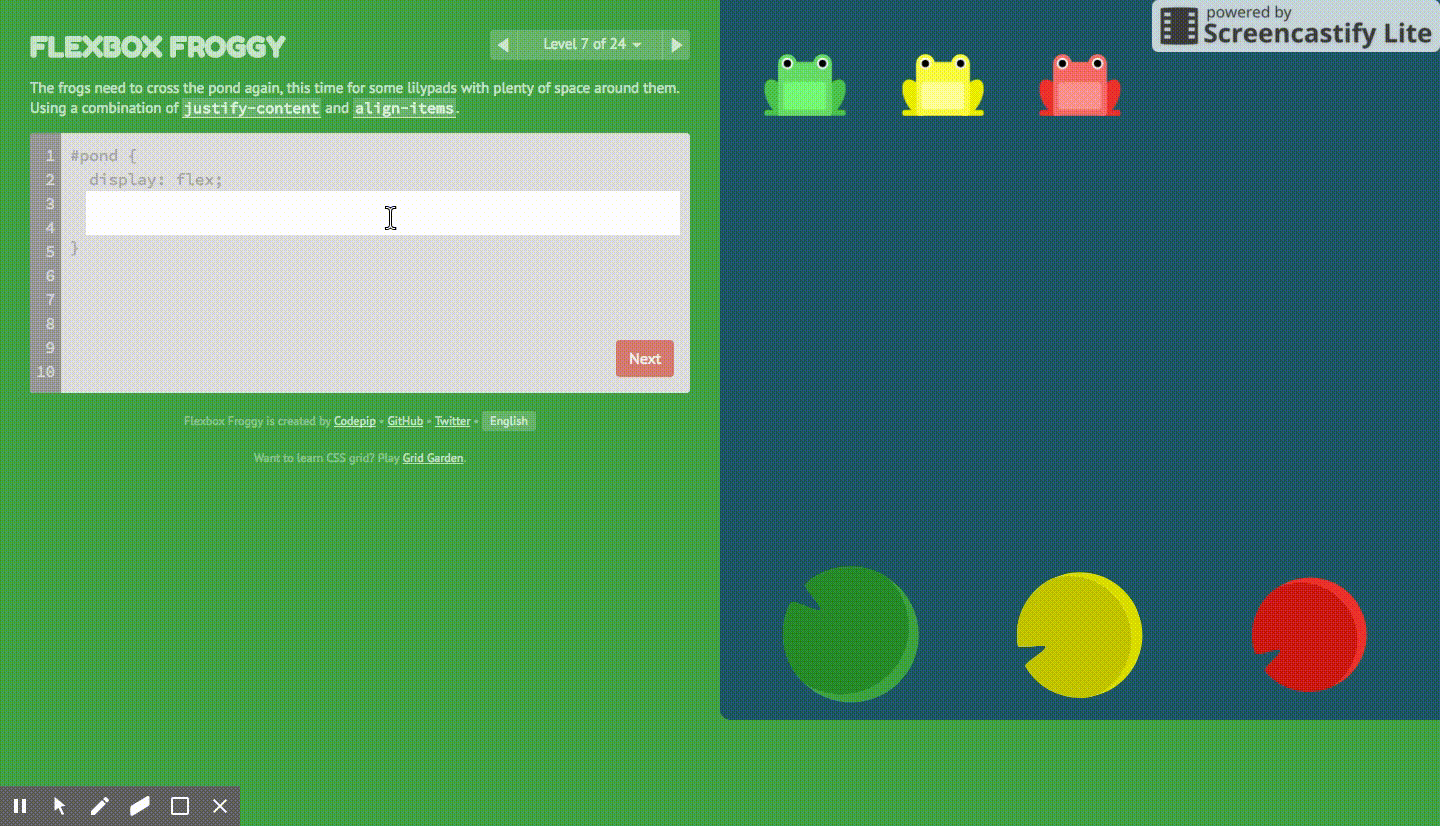 powered by
Screencastify Lite
FLEXBOX FROGGY
Level 7 of 24
The frogs need to cross the pond again, this time for some lilypads with plenty of space around them.
Using a combination of justify-content and align-items.
1 #pond {
2 display: flex;
3
4
5 }
6
7
8
9
10
Next
Flexbox Froggy is created by Codepip • GitHub • Twitter • English
Want to learn CSS grid? Play Grid Garden.